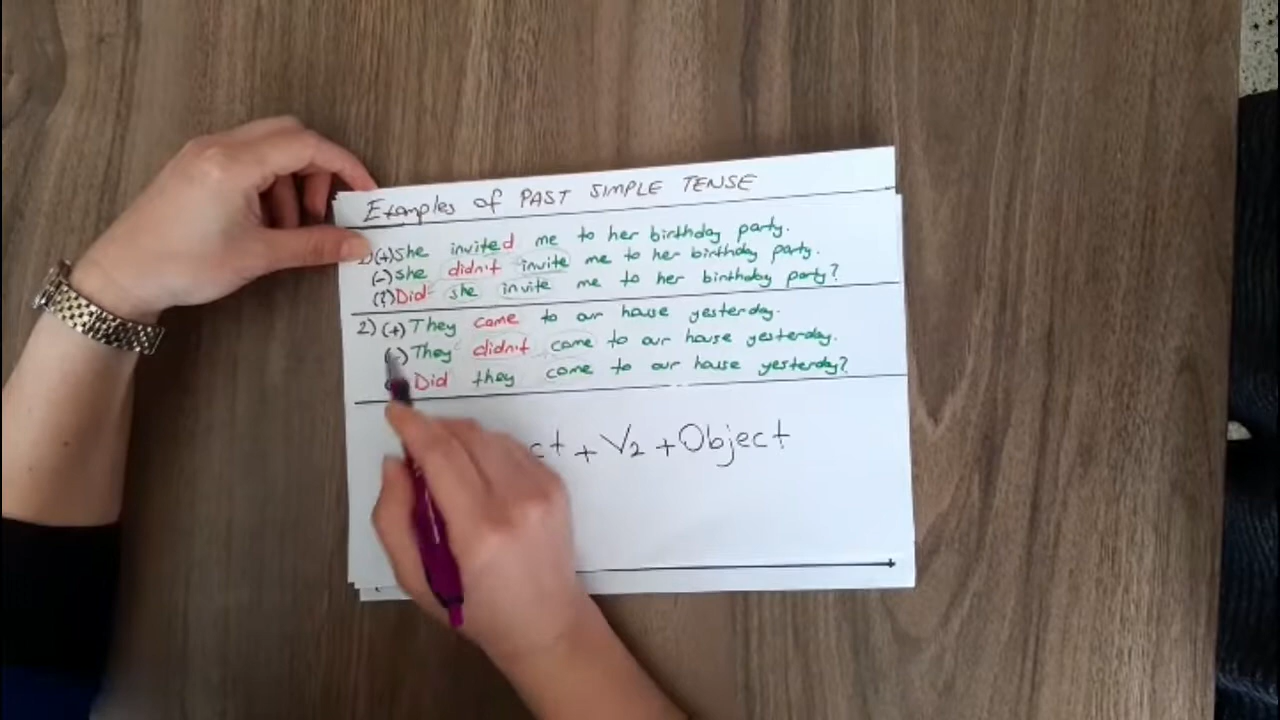 Examples of PAST SIMPLE TENSE
1)(+)She invited me to her birthday party.
(-)she didn't invite me to her birthday party.
(?)Did she invite me to her birthday party?
2)(+)They came to our house yesterday.
(-)They didn't come to our house yesterday.
Did they come to our house yesterday?
+ V2 + Object